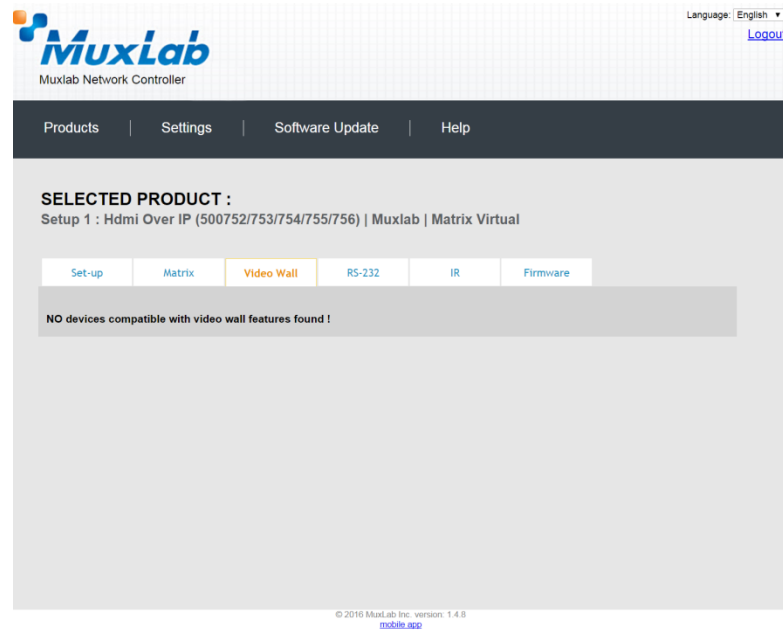 Language: English
Logout
MuxLab
Muxlab Network Controller
Products | Settings | Software Update | Help
SELECTED PRODUCT :
Setup 1 : Hdmi Over IP (500752/753/754/755/756) | Muxlab | Matrix Virtual
Set-up Matrix Video Wall RS-232 IR Firmware
NO devices compatible with video wall features found !
© 2016 MuxLab Inc. version: 1.4.8
mobile app